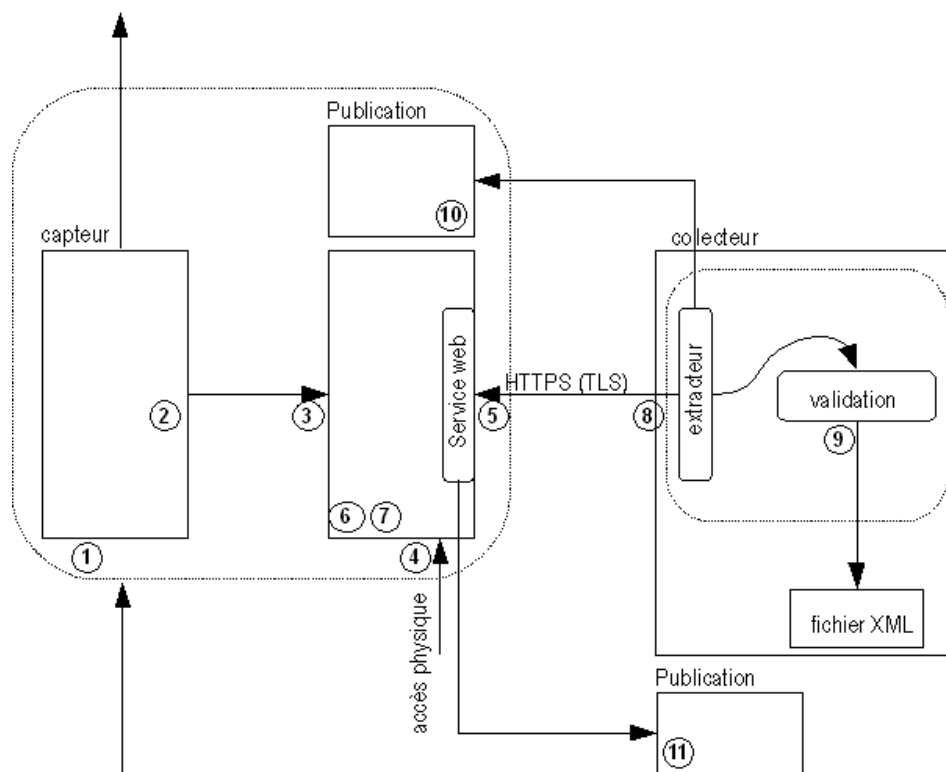 Publication
10
capteur
collecteur
Service web
HTTPS (TLS)
extracteur
validation
2
3
5
8
9
6
7
1
4
accès physique
fichier XML
Publication
11